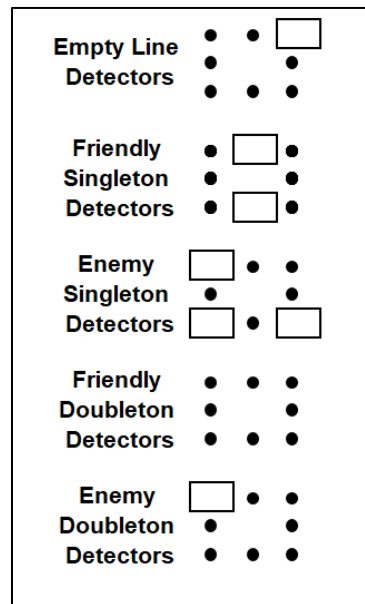 Empty Line
Detectors
Friendly
Singleton
Detectors
Enemy
Singleton
Detectors
Friendly
Doubleton
Detectors
Enemy
Doubleton
Detectors